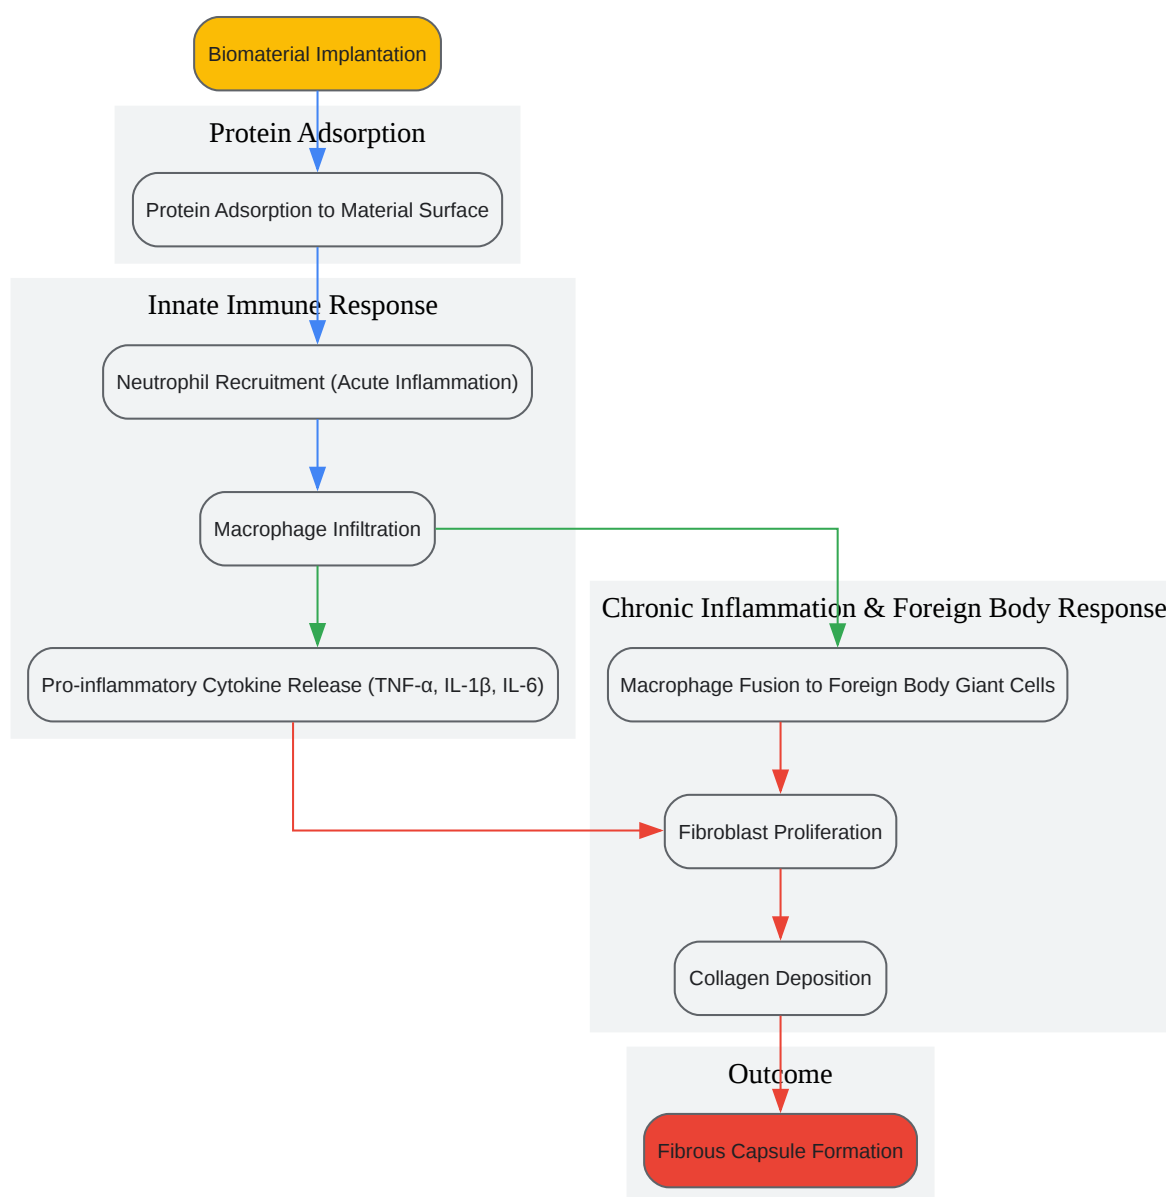 Biomaterial Implantation
Protein Adsorption
Protein Adsorption to Material Surface
Innate Immune Response
Neutrophil Recruitment (Acute Inflammation)
Macrophage Infiltration
Chronic Inflammation & Foreign Body Response
Pro-inflammatory Cytokine Release (TNF-α, IL-1β, IL-6)
Macrophage Fusion to Foreign Body Giant Cells
Fibroblast Proliferation
Collagen Deposition
Outcome
Fibrous Capsule Formation